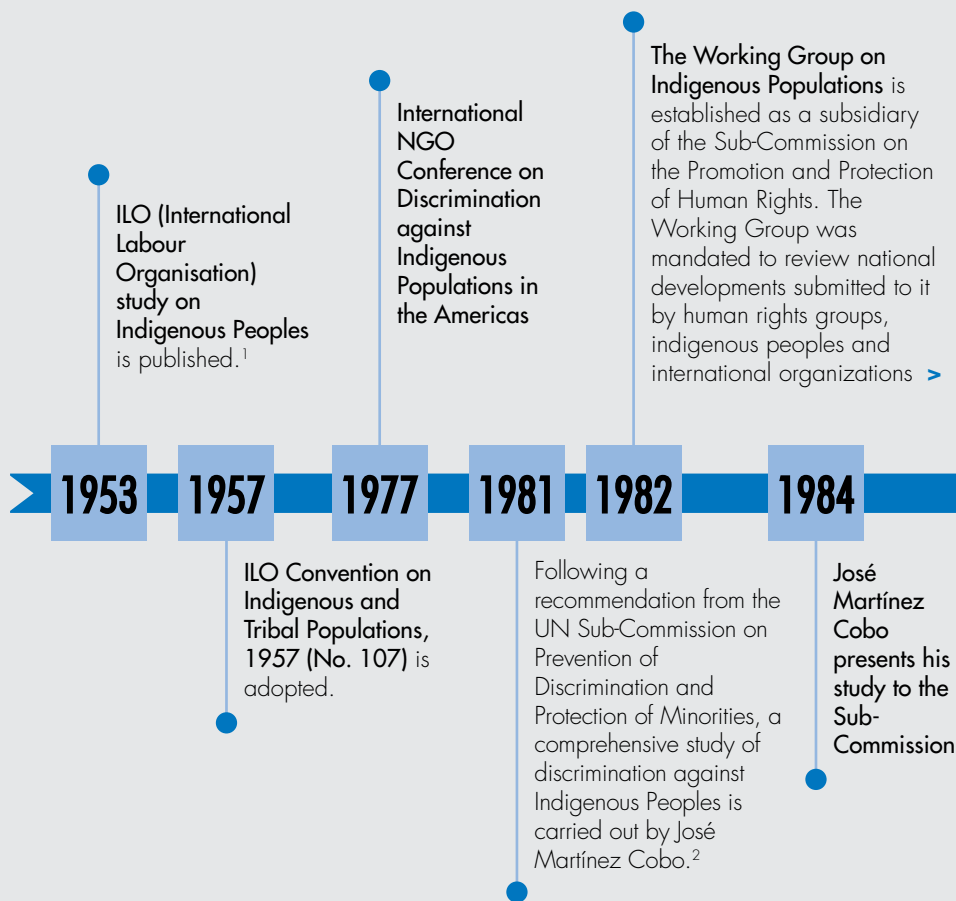 ILO (International
Labour
Organisation)
study on
Indigenous Peoples
is published.1
International
NGO
Conference on
Discrimination
against
Indigenous
Populations in
the Americas
The Working Group on
Indigenous Populations is
established as a subsidiary
of the Sub-Commission on
the Promotion and Protection
of Human Rights. The
Working Group was
mandated to review national
developments submitted to it
by human rights groups,
indigenous peoples and
international organizations >
1953 1957 1977 1981 1982 1984
ILO Convention on
Indigenous and
Tribal Populations,
1957 (No. 107) is
adopted.
Following a
recommendation from the
UN Sub-Commission on
Prevention of
Discrimination and
Protection of Minorities, a
comprehensive study of
discrimination against
Indigenous Peoples is
carried out by José
Martínez Cobo.2
José
Martínez
Cobo
presents his
study to the
Sub-
Commission